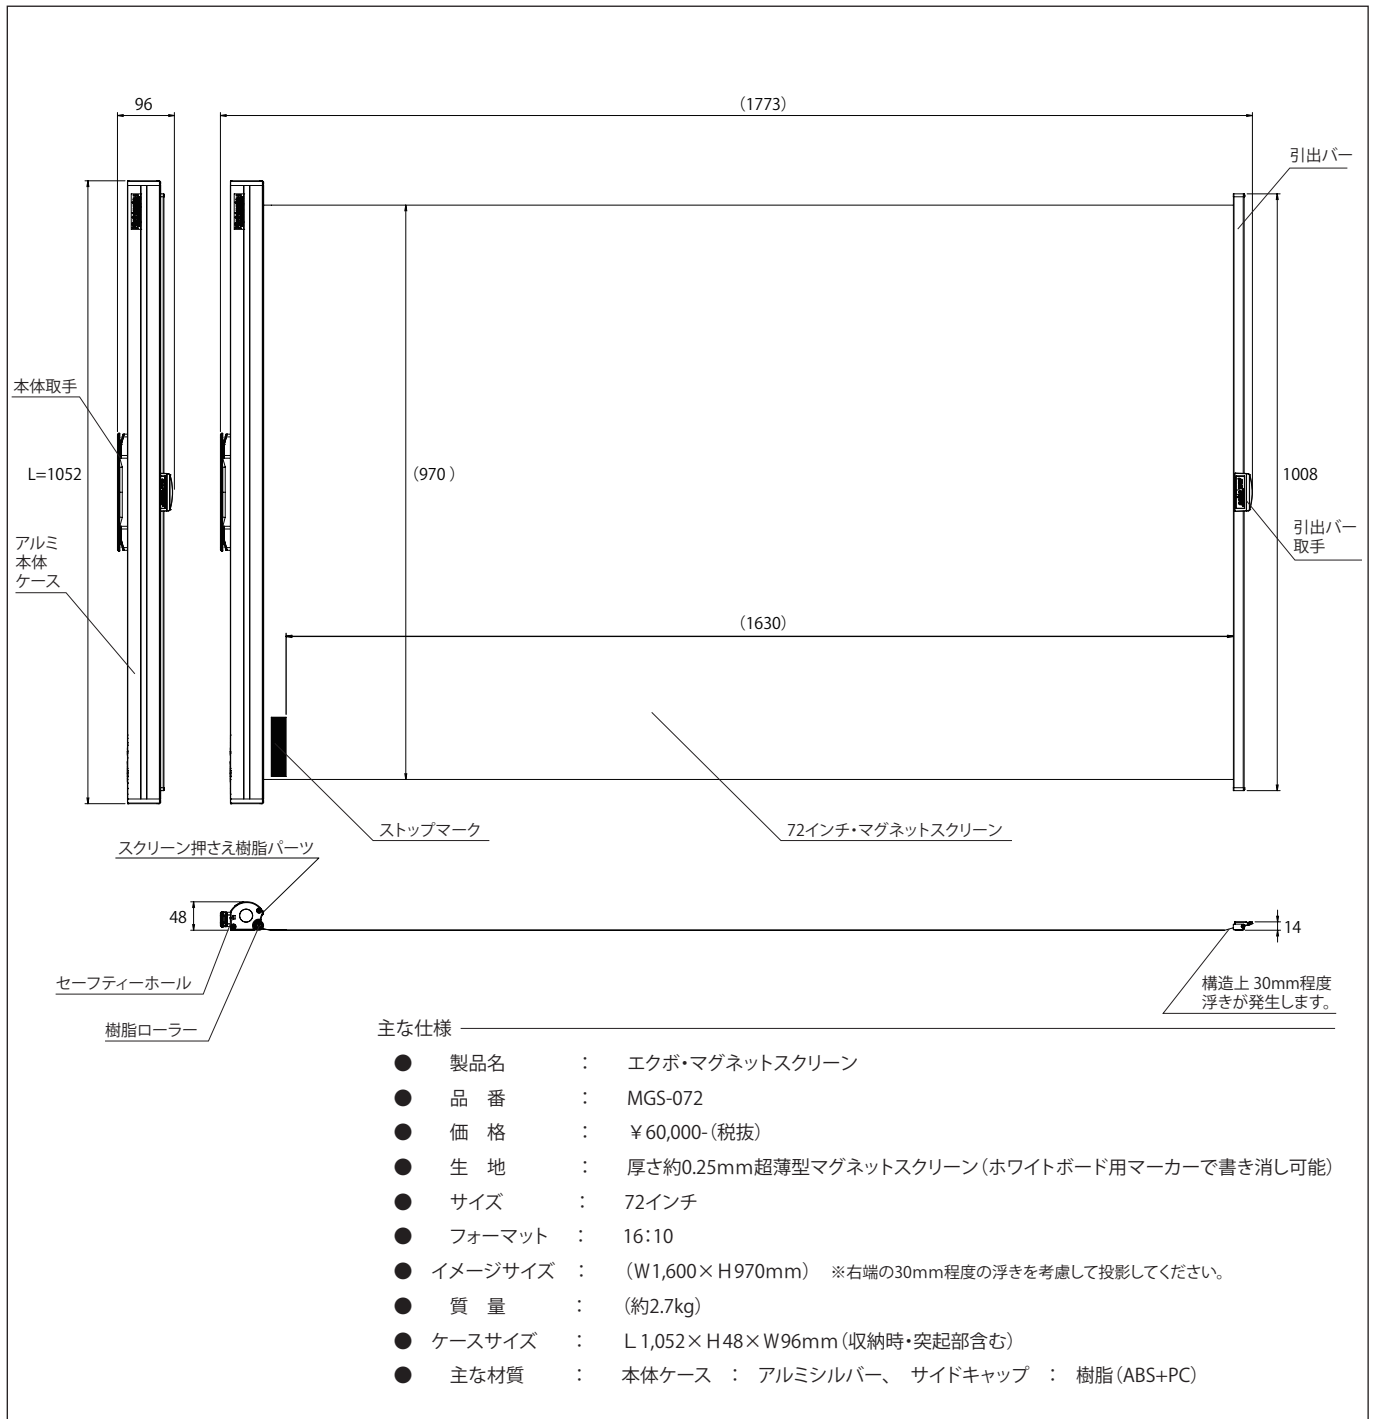 96
(1773)
引出バー
本体取手
L=1052
(970 )
1008
アルミ
本体
ケース
引出バー
取手
(1630)
ストップマーク
72インチ・マグネットスクリーン
スクリーン押さえ樹脂パーツ
48
14
セーフティーホール
構造上 30mm程度
浮きが発生します。
樹脂ローラー
主な仕様
● 製品名 : エクボ・マグネットスクリーン
● 品 番 : MGS-072
● 価 格 : ¥60,000-(税抜)
● 生 地 : 厚さ約0.25mm超薄型マグネットスクリーン(ホワイトボード用マーカーで書き消し可能)
● サイズ : 72インチ
● フォーマット : 16:10
● イメージサイズ : (W1,600×H970mm) ※右端の30mm程度の浮きを考慮して投影してください。
● 質 量 : (約2.7kg)
● ケースサイズ : L 1,052×H48×W96mm(収納時・突起部含む)
● 主な材質 : 本体ケース : アルミシルバー、 サイドキャップ : 樹脂(ABS+PC)